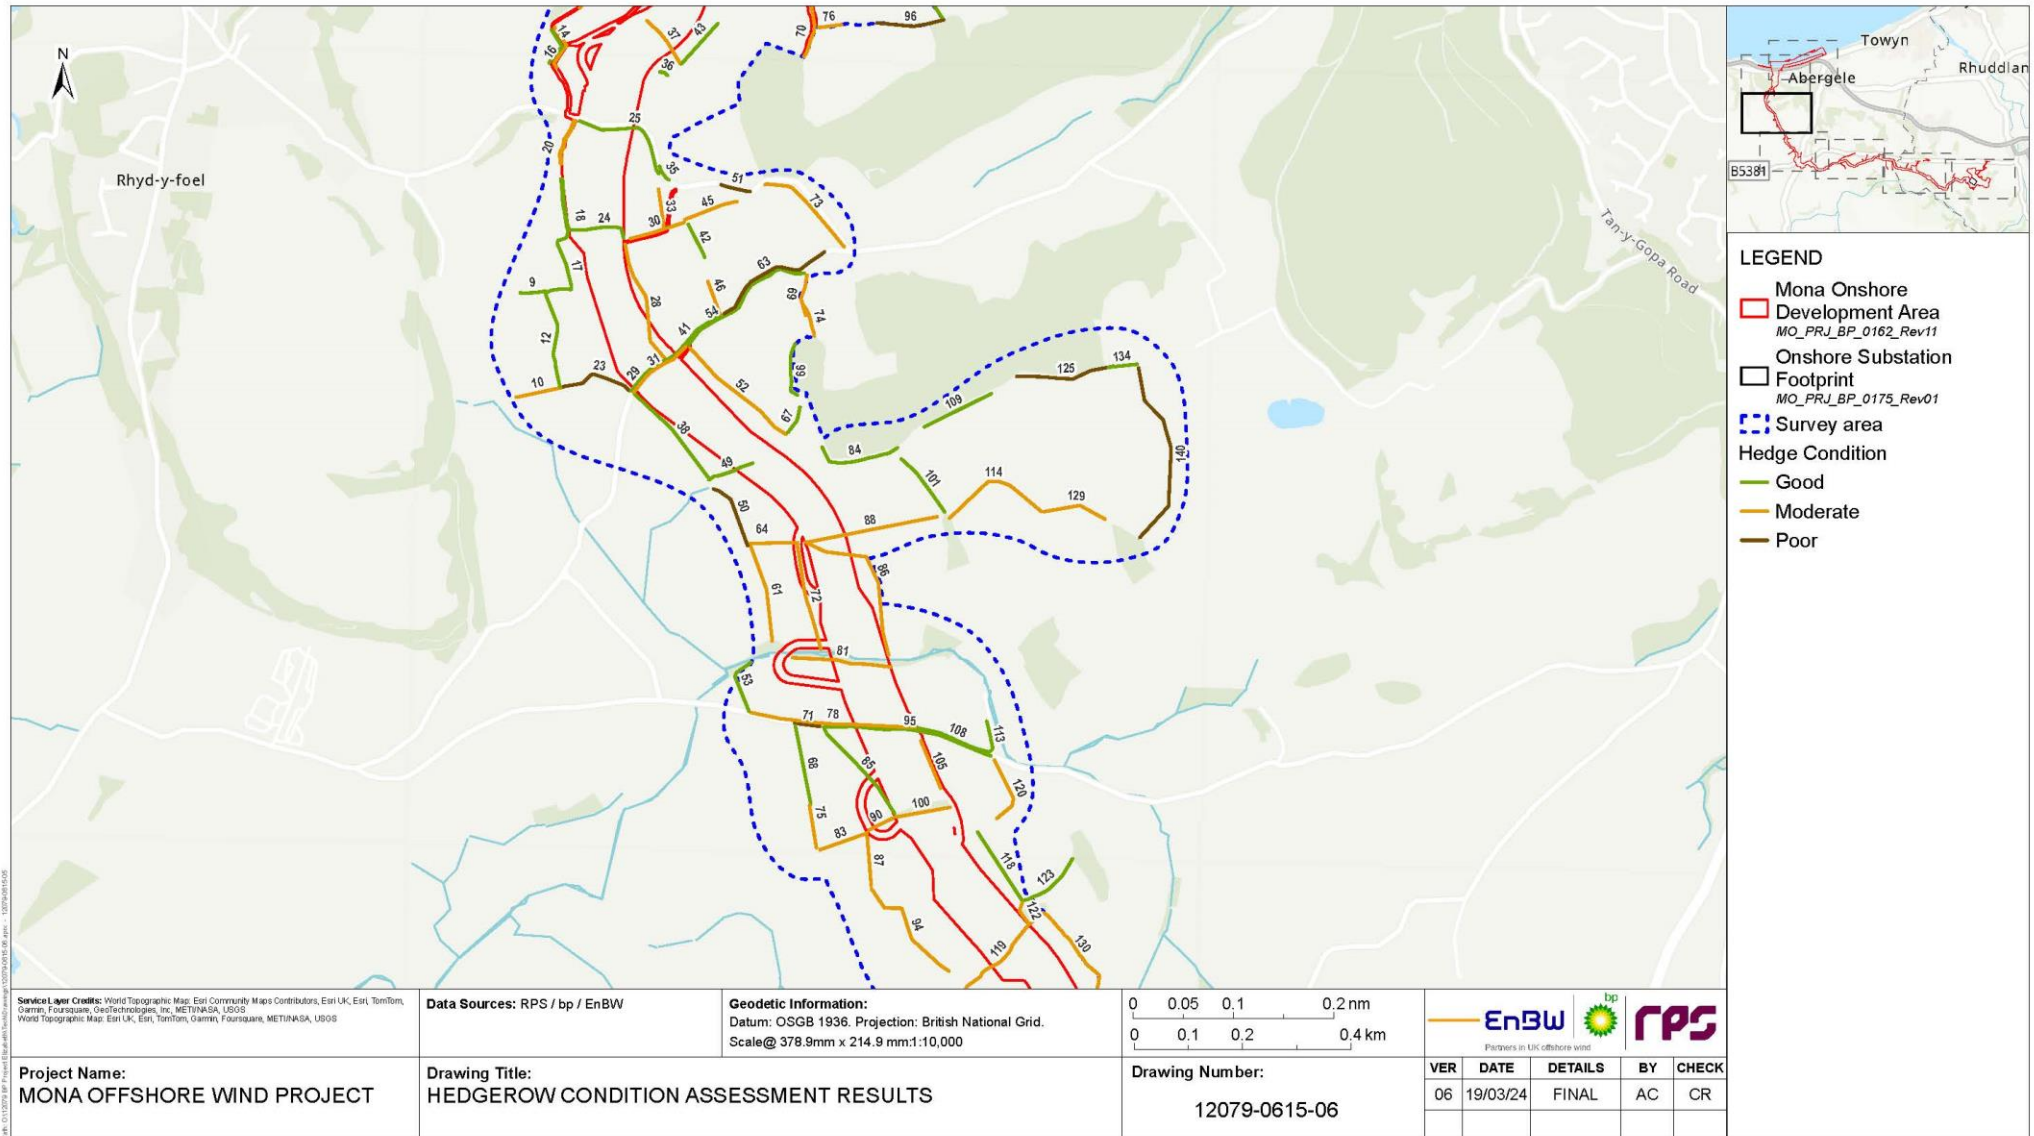 76
96
70
14
37
43
16
36
N
Towyn
Abergele
Rhuddlan
B5381
25
20
35
Rhyd-y-foel
51
73
33
45
18
24
30
42
17
63
9
46
69
28
54
74
41
12
31
23
29
10
52
67
38
109
125
134
84
49
101
114
140
129
50
64
88
61
72
86
81
53
71
78
95
108
113
68
85
105
120
75
83
90
100
87
118
123
122
94
119
130
Tan-y-Gopa Road
LEGEND
Mona Onshore
Development Area
MO_PRJ_BP_0162_Rev11
Onshore Substation
Footprint
MO_PRJ_BP_0175_Rev01
Survey area
Hedge Condition
Good
Moderate
Poor
Service Layer Credits: World Topographic Map: Esri Community Maps Contributors, Esri UK, Esri, TomTom,
Garmin, Foursquare, GeoTechnologies, Inc, METI/NASA, USGS
World Topographic Map: Esri UK, Esri, TomTom, Garmin, Foursquare, METI/NASA, USGS
Data Sources: RPS / bp / EnBW
Geodetic Information:
Datum: OSGB 1936. Projection: British National Grid.
Scale@ 378.9mm x 214.9 mm:1:10,000
0 0.05 0.1 0.2 nm
0 0.1 0.2 0.4 km
EnBW
bp
rps
Partners in UK offshore wind
Project Name:
MONA OFFSHORE WIND PROJECT
Drawing Title:
HEDGEROW CONDITION ASSESSMENT RESULTS
Drawing Number:
12079-0615-06
VER DATE DETAILS BY CHECK
06 19/03/24 FINAL AC CR